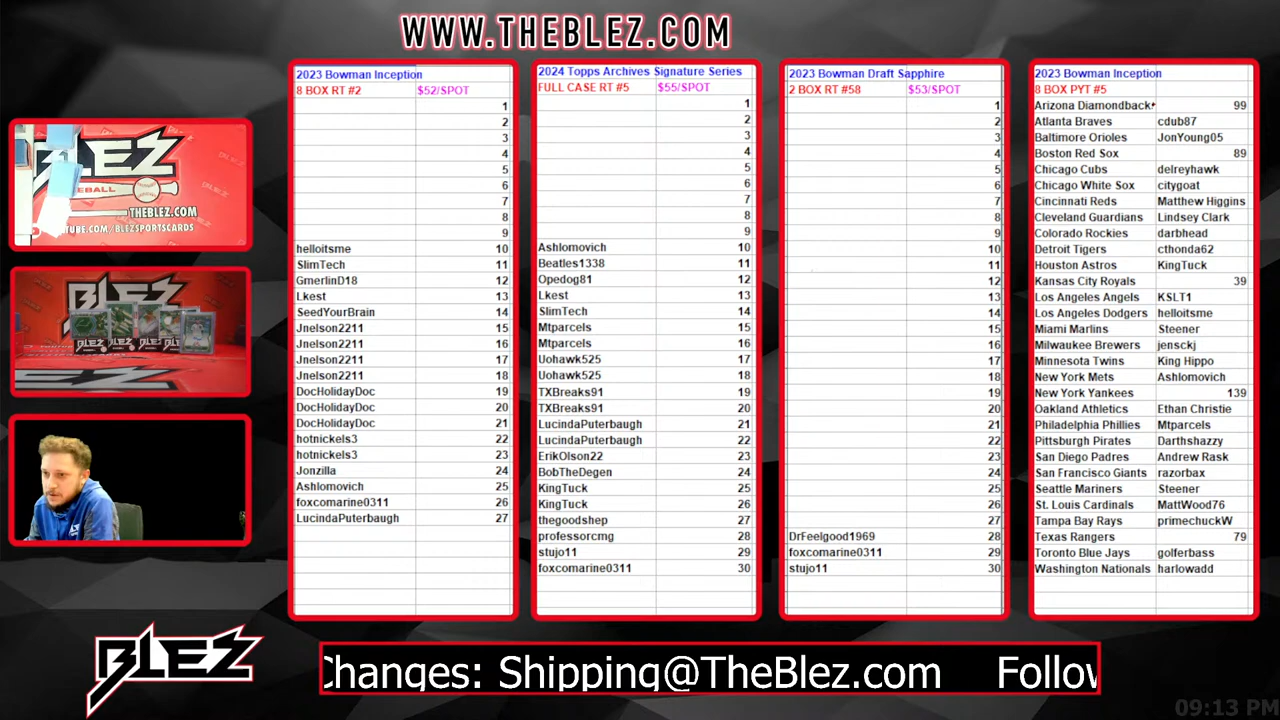 WWW.THEBLEZ.COM
BLEZ
BASEBALL
THEBLEZ.COM
TUBE.COM/BLEZSPORTSCARDS
BLEZ
2023 Bowman Inception
8 BOX RT #2 $52/SPOT
1
2
3
4
5
6
7
8
9
helloitsme 10
SlimTech 11
GmerlinD18 12
Lkest 13
SeedYourBrain 14
Jnelson2211 15
Jnelson2211 16
Jnelson2211 17
Jnelson2211 18
DocHolidayDoc 19
DocHolidayDoc 20
DocHolidayDoc 21
hotnickels3 22
hotnickels3 23
Jonzilla 24
Ashlomovich 25
foxcomarine0311 26
LucindaPuterbaugh 27
2024 Topps Archives Signature Series
FULL CASE RT #5 $55/SPOT
1
2
3
4
5
6
7
8
9
Ashlomovich 10
Beatles1338 11
Opedog81 12
Lkest 13
SlimTech 14
Mtparcels 15
Mtparcels 16
Uohawk525 17
Uohawk525 18
TXBreaks91 19
TXBreaks91 20
LucindaPuterbaugh 21
LucindaPuterbaugh 22
ErikOlson22 23
BobTheDegen 24
KingTuck 25
KingTuck 26
thegoodshep 27
professorcmg 28
stujo11 29
foxcomarine0311 30
2023 Bowman Draft Sapphire
2 BOX RT #58 $53/SPOT
1
2
3
4
5
6
7
8
9
10
11
12
13
14
15
16
17
18
19
20
21
22
23
24
25
26
27
DrFeelgood1969 28
foxcomarine0311 29
stujo11 30
2023 Bowman Inception
8 BOX PYT #5
Arizona Diamondback 99
Atlanta Braves cdub87
Baltimore Orioles JonYoung05
Boston Red Sox 89
Chicago Cubs delreyhawk
Chicago White Sox citygoat
Cincinnati Reds Matthew Higgins
Cleveland Guardians Lindsey Clark
Colorado Rockies darbhead
Detroit Tigers cthonda62
Houston Astros KingTuck
Kansas City Royals 39
Los Angeles Angels KSLT1
Los Angeles Dodgers helloitsme
Miami Marlins Steener
Milwaukee Brewers jensckj
Minnesota Twins King Hippo
New York Mets Ashlomovich
New York Yankees 139
Oakland Athletics Ethan Christie
Philadelphia Phillies Mtparcels
Pittsburgh Pirates Darthshazzy
San Diego Padres Andrew Rask
San Francisco Giants razorbax
Seattle Mariners Steener
St. Louis Cardinals MattWood76
Tampa Bay Rays primechuckW
Texas Rangers 79
Toronto Blue Jays golferbass
Washington Nationals harlowadd
BLEZ
Changes: Shipping@TheBlez.com Follow
09:13 PM